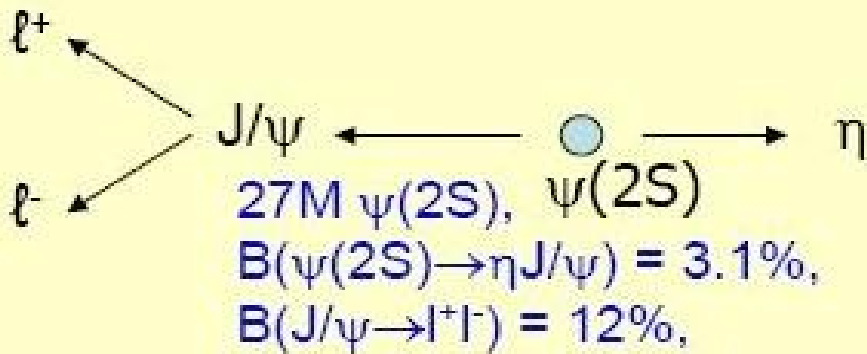 ℓ⁺
J/ψ η
ℓ⁻
ψ(2S)
27M ψ(2S),
B(ψ(2S)→ηJ/ψ) = 3.1%,
B(J/ψ→l⁺l⁻) = 12%,